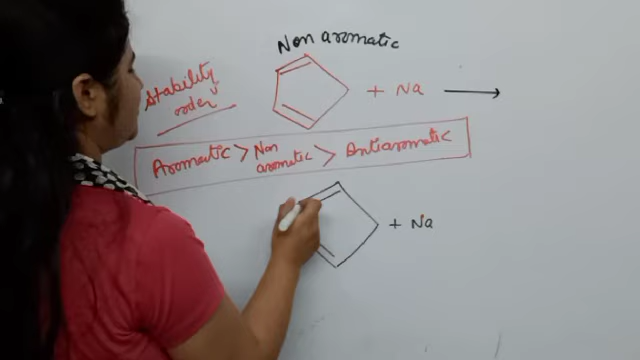 Non aromatic
Stability
order
+ Na
Aromatic > Non aromatic > Antiaromatic
+ Na